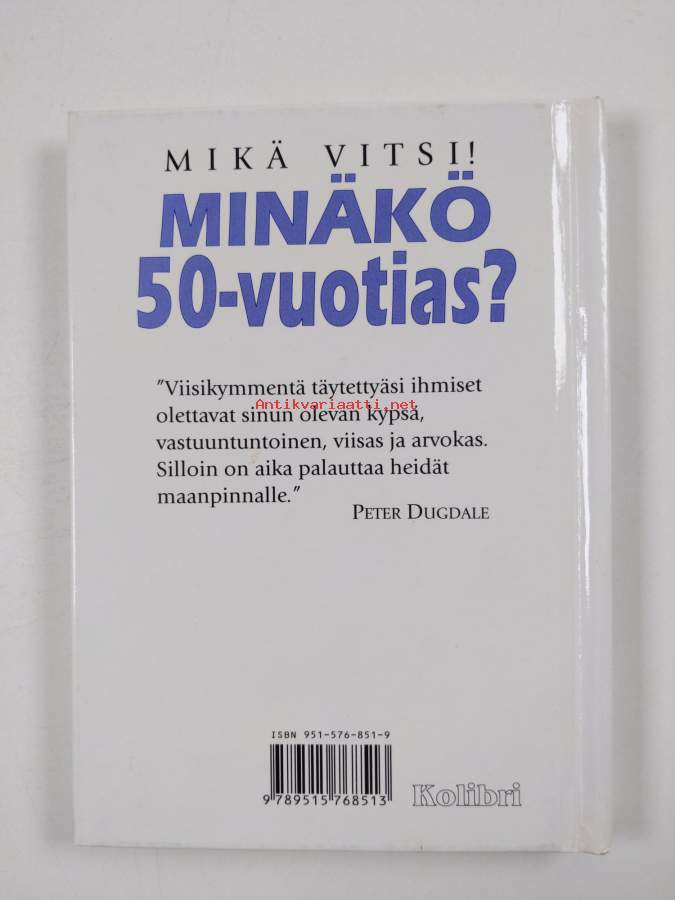 MIKÄ VITSI!
MINÄKÖ
50-vuotias?
”Viisikymmentä täytettyäsi ihmiset
Antikvariaatti.net
olettavat sinun olevan kypsä,
vastuuntuntoinen, viisas ja arvokas.
Silloin on aika palauttaa heidät
maanpinnalle.”
PETER DUGDALE
ISBN 951-576-851-9
9 789515 768513
Kolibri